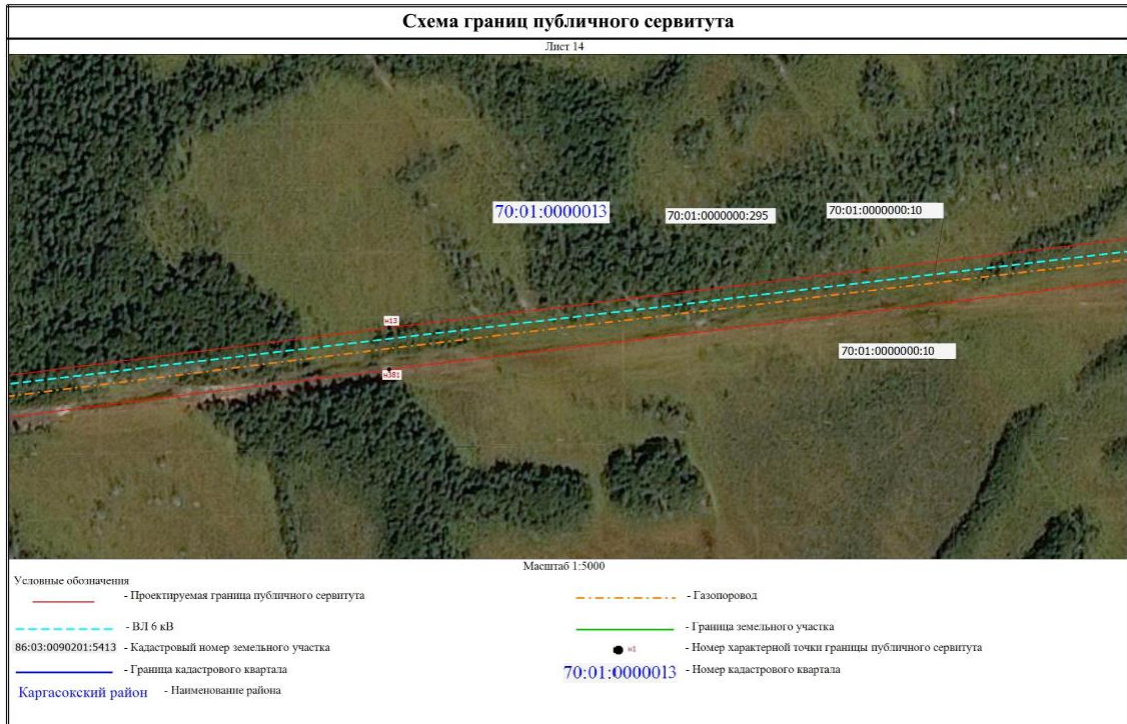 Схема границ публичного сервитута
Лист 14
70:01:0000013
70:01:0000000:295
70:01:0000000:10
н13
70:01:0000000:10
н381
Масштаб 1:5000
Условные обозначения
- Проектируемая граница публичного сервитута
- Газопоровод
- ВЛ 6 кВ
- Граница земельного участка
86:03:0090201:5413 - Кадастровый номер земельного участка
н1 - Номер характерной точки границы публичного сервитута
- Граница кадастрового квартала
70:01:0000013 - Номер кадастрового квартала
Каргасокский район - Наименование района